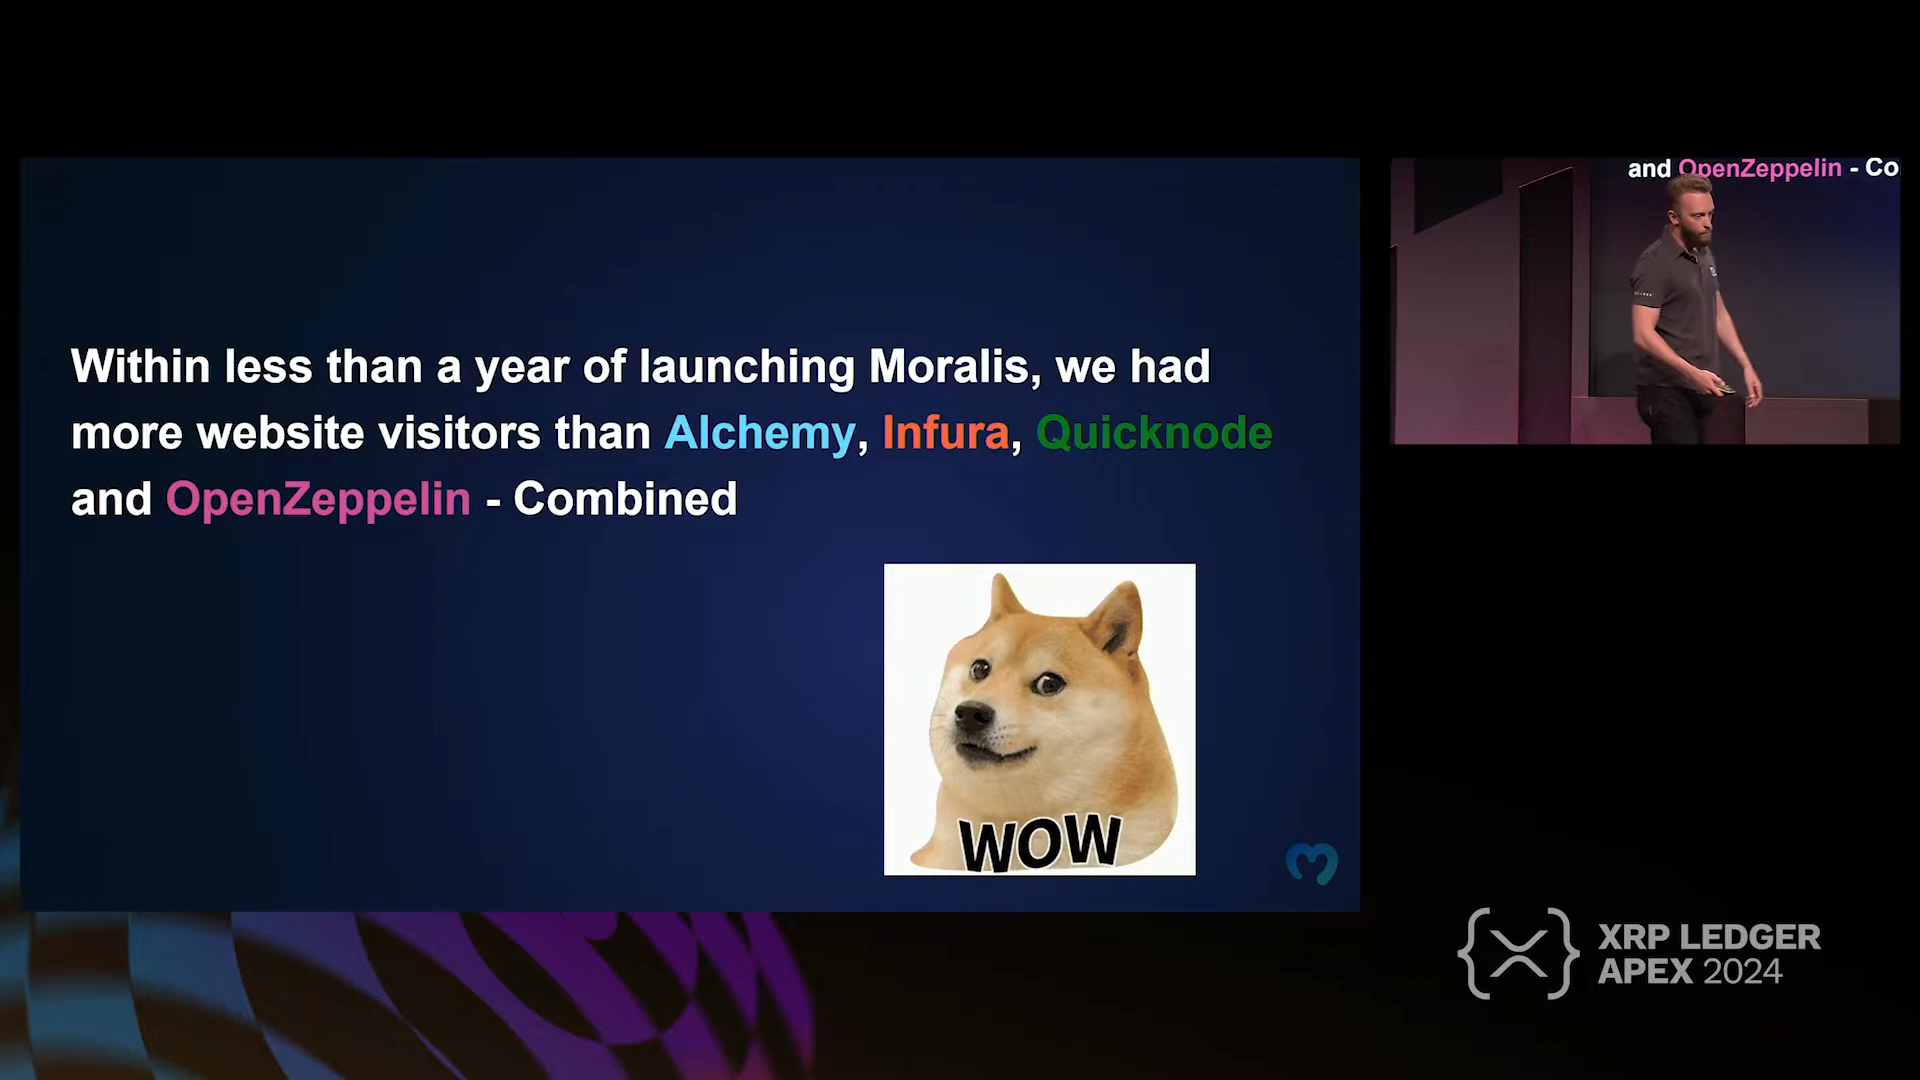 Within less than a year of launching Moralis, we had
more website visitors than Alchemy, Infura, Quicknode
and OpenZeppelin - Combined
WOW
and OpenZeppelin - Co
XRP LEDGER
APEX 2024